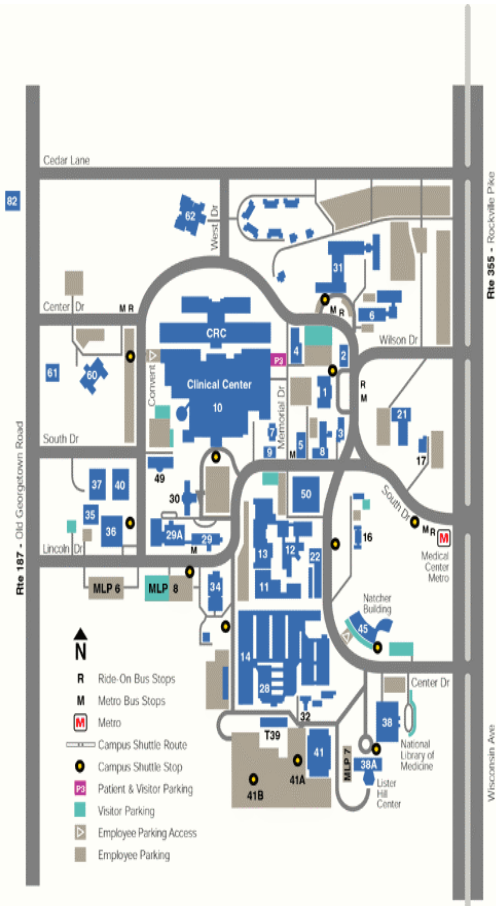 Cedar Lane
82
Rte 355 - Rockville Pike
62
West Dr
31
Center Dr
M R
M
R
6
CRC
4
P3
2
Wilson Dr
61
60
Convent
Clinical Center
10
Memorial Dr
1
R
M
21
17
South Dr
7
9
M
5
8
3
49
37
40
30
50
South Dr
M R
M
Medical
Center
Metro
35
36
29A
29
M
13
12
22
16
Rte 187 - Old Georgetown Road
Lincoln Dr
MLP 6
MLP 8
34
11
Natcher
Building
45
14
28
32
Center Dr
38
National
Library of
Medicine
T39
41
MLP 7
38A
Lister
Hill
Center
41A
41B
Wisconsin Ave
N
R Ride-On Bus Stops
M Metro Bus Stops
M Metro
Campus Shuttle Route
Campus Shuttle Stop
P3 Patient & Visitor Parking
Visitor Parking
Employee Parking Access
Employee Parking